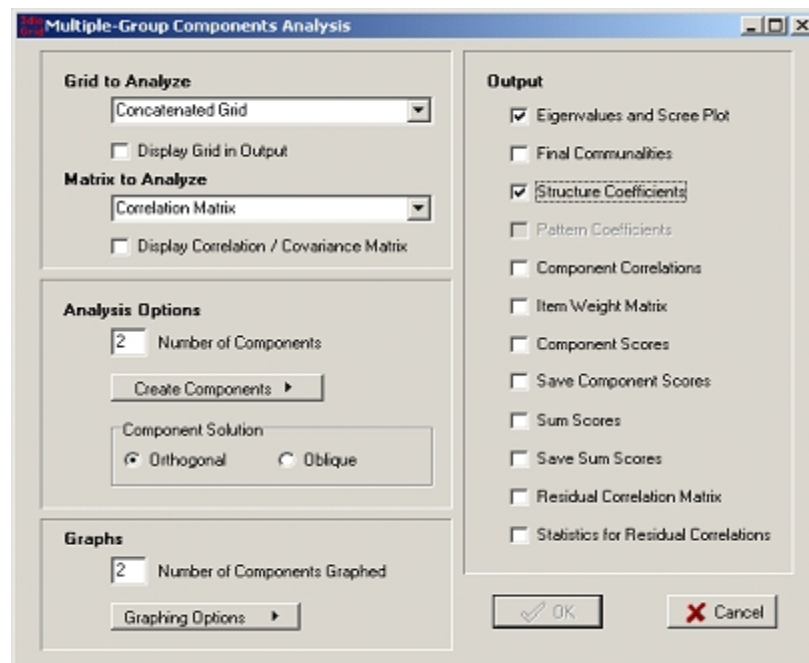 Idio Grid
Multiple-Group Components Analysis
Grid to Analyze
Concatenated Grid
Display Grid in Output
Matrix to Analyze
Correlation Matrix
Display Correlation / Covariance Matrix
Analysis Options
2 Number of Components
Create Components
Component Solution
Orthogonal Oblique
Graphs
2 Number of Components Graphed
Graphing Options
Output
Eigenvalues and Scree Plot
Final Communalities
Structure Coefficients
Pattern Coefficients
Component Correlations
Item Weight Matrix
Component Scores
Save Component Scores
Sum Scores
Save Sum Scores
Residual Correlation Matrix
Statistics for Residual Correlations
OK
Cancel